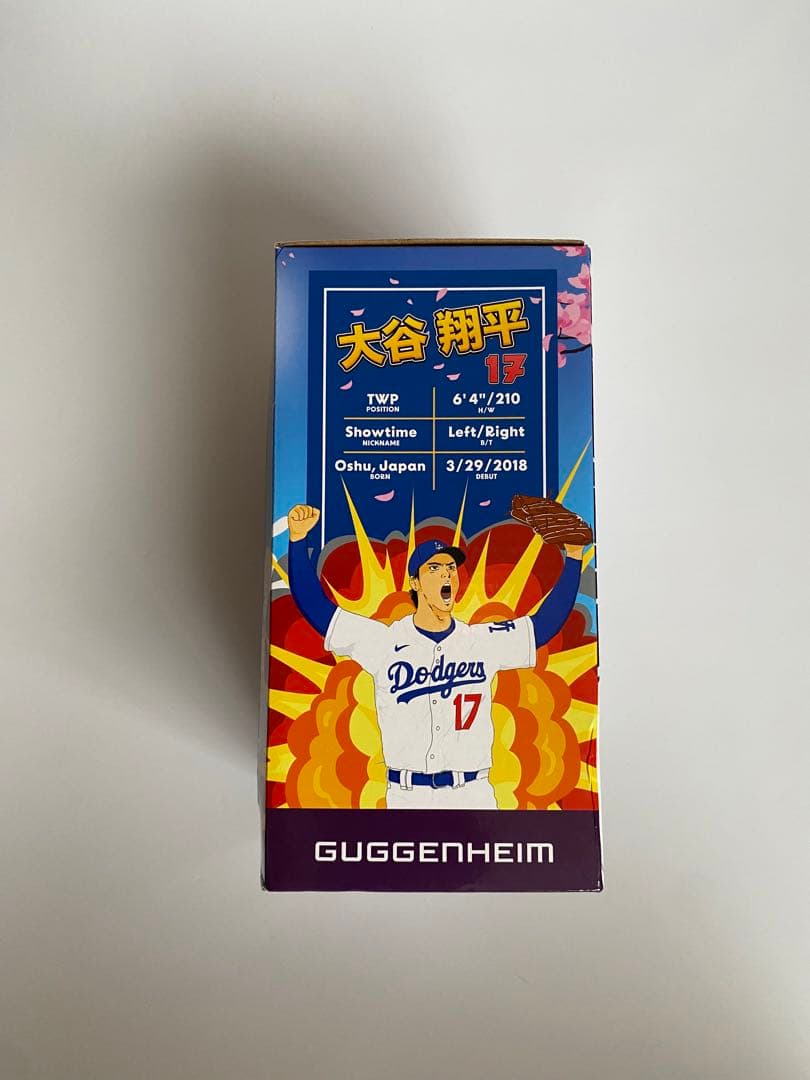 大谷 翔平
17
TWP
POSITION
6'4"/210
H/W
Showtime
NICKNAME
Left/Right
B/T
Oshu, Japan
BORN
3/29/2018
DEBUT
LA
Dodgers
17
GUGGENHEIM